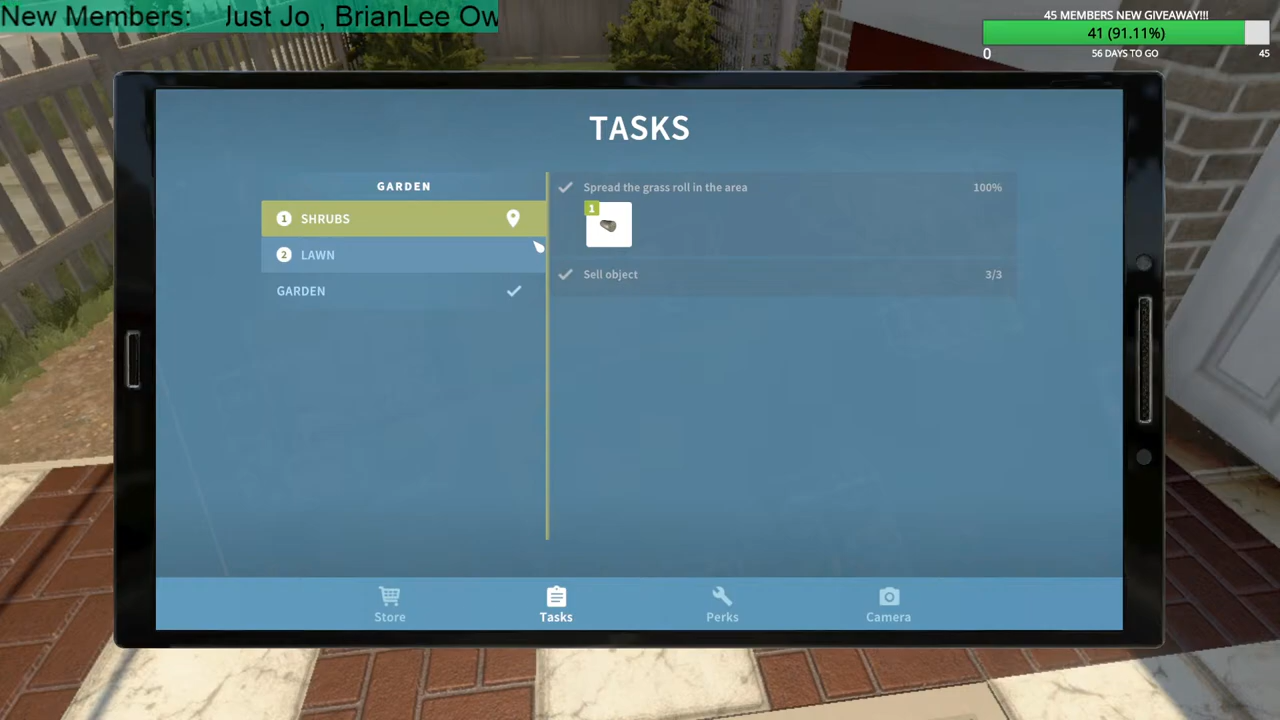 New Members: Just Jo , BrianLee Ow
45 MEMBERS NEW GIVEAWAY!!!
41 (91.11%)
0 56 DAYS TO GO 45
TASKS
GARDEN
1 SHRUBS
2 LAWN
GARDEN
Spread the grass roll in the area 100%
1
Sell object 3/3
Store Tasks Perks Camera